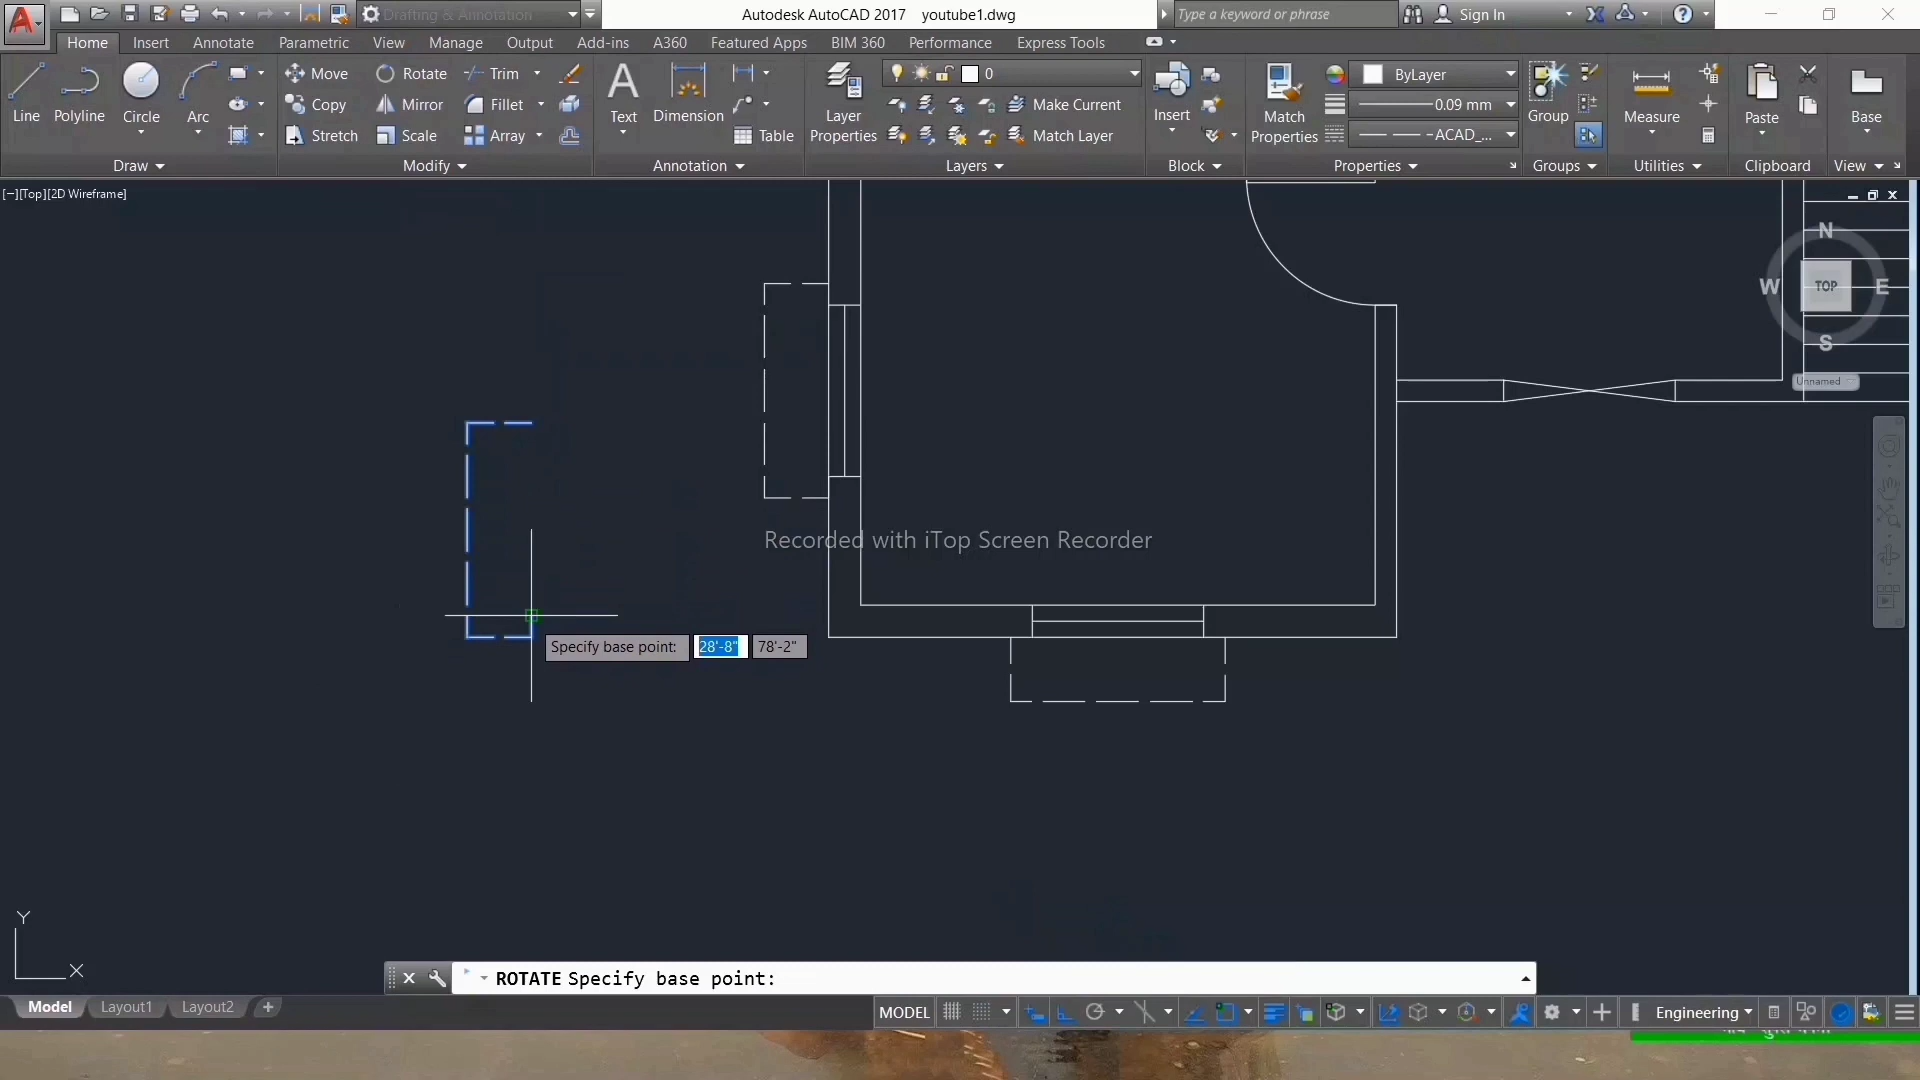 Drafting & Annotation
Autodesk AutoCAD 2017 youtube1.dwg
Type a keyword or phrase
Sign In
Home Insert Annotate Parametric View Manage Output Add-ins A360 Featured Apps BIM 360 Performance Express Tools
Move Rotate Trim
Copy Mirror Fillet
Stretch Scale Array
Line Polyline Circle Arc
Text Dimension
Table
Layer
Properties
0
Make Current
Match Layer
Insert
Match
Properties
ByLayer
0.09 mm
ACAD_...
Group
Measure
Paste
Base
Draw Modify Annotation Layers Block Properties Groups Utilities Clipboard View
[−][Top][2D Wireframe]
N
W TOP E
S
Unnamed
Recorded with iTop Screen Recorder
Specify base point: 28'-8" 78'-2"
Y
X
ROTATE Specify base point:
Model Layout1 Layout2 +
MODEL
Engineering